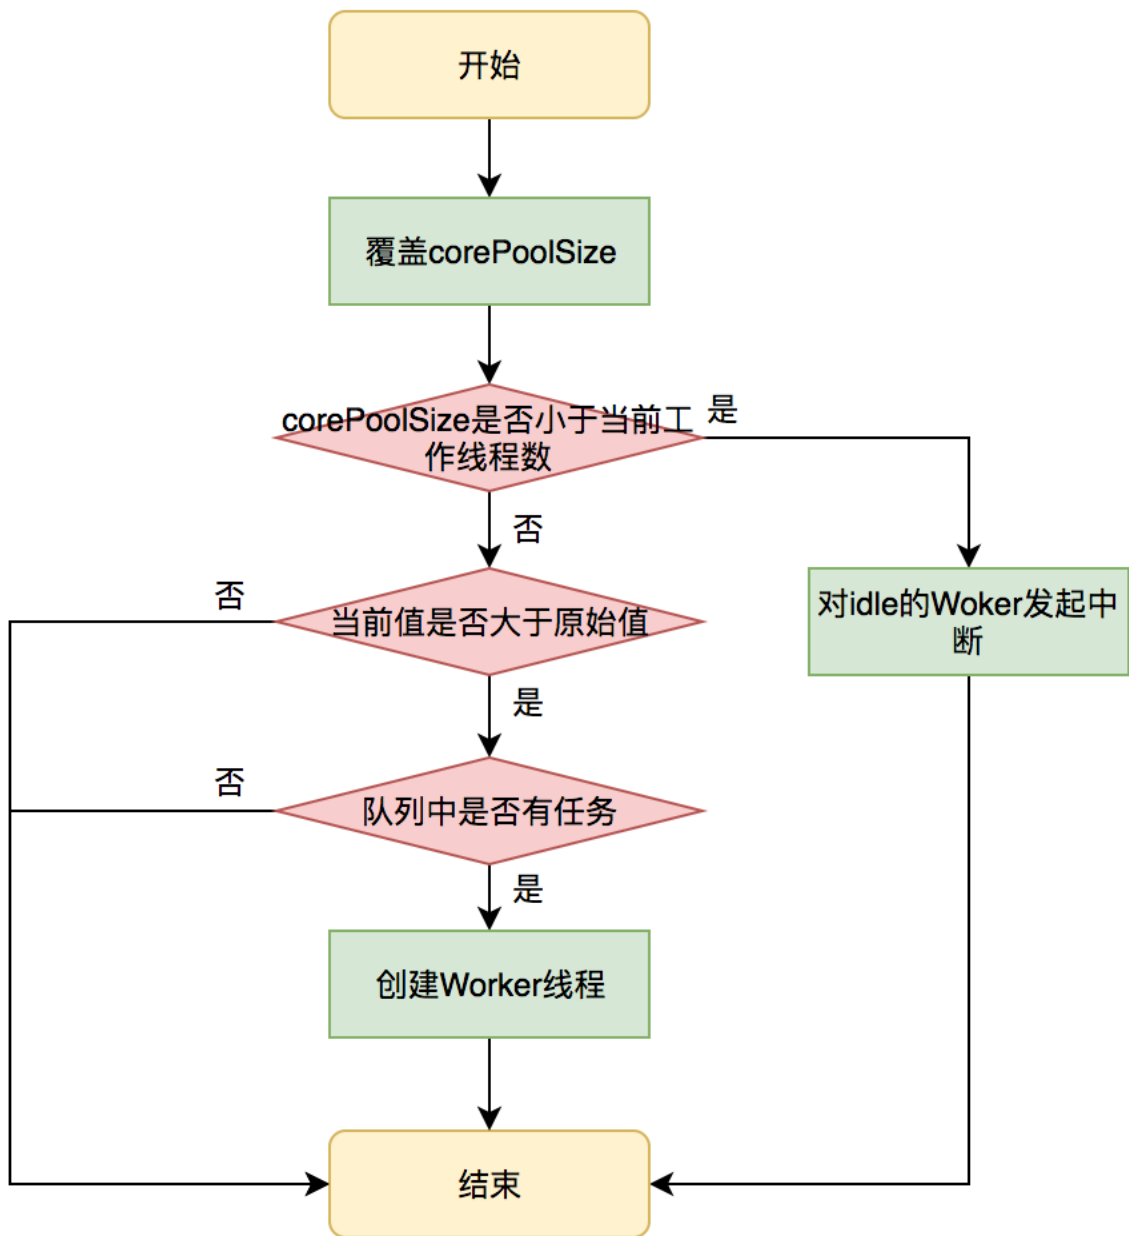 开始
覆盖corePoolSize
corePoolSize是否小于当前工
作线程数
是
否
否
当前值是否大于原始值
对idle的Woker发起中
断
是
否
队列中是否有任务
是
创建Worker线程
结束